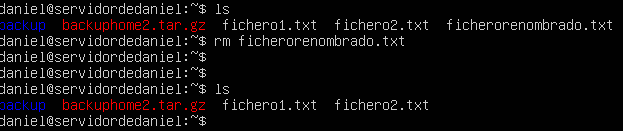 daniel@servidordedaniel:~$ ls
backup  backuphome2.tar.gz  fichero1.txt  fichero2.txt  ficherorenombrado.txt
daniel@servidordedaniel:~$ rm ficherorenombrado.txt
daniel@servidordedaniel:~$
daniel@servidordedaniel:~$
daniel@servidordedaniel:~$ ls
backup  backuphome2.tar.gz  fichero1.txt  fichero2.txt
daniel@servidordedaniel:~$